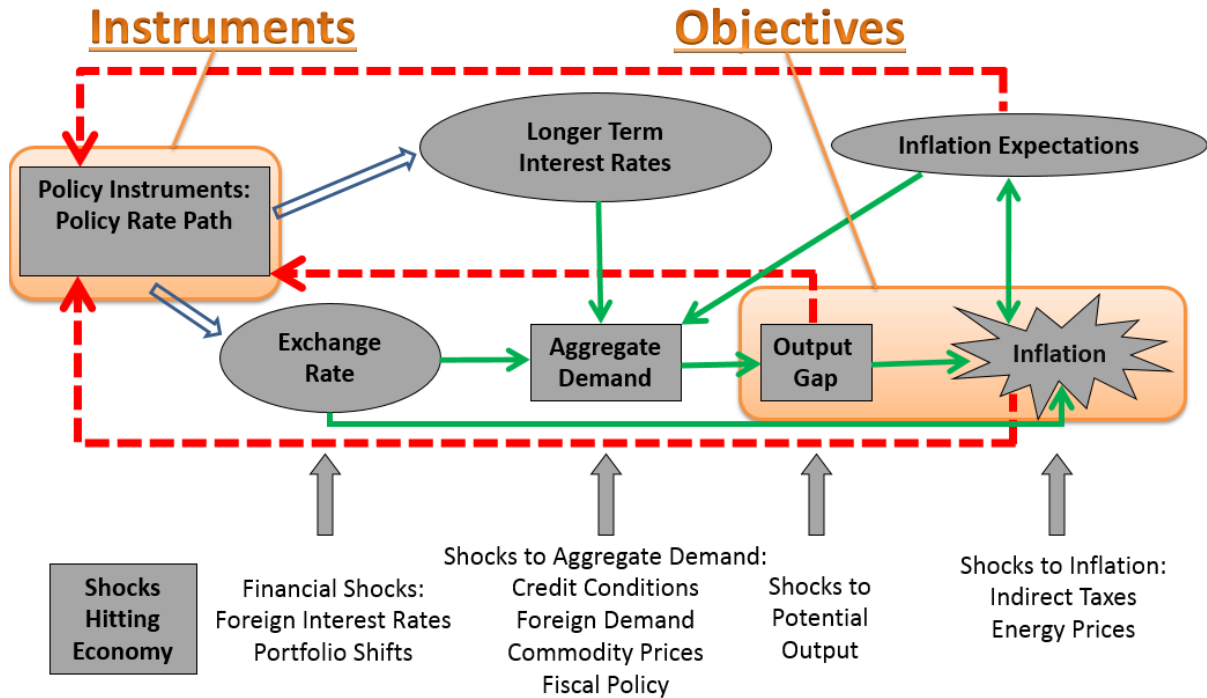 Instruments
Objectives
Longer Term
Interest Rates
Inflation Expectations
Policy Instruments:
Policy Rate Path
Exchange
Rate
Aggregate
Demand
Output
Gap
Inflation
Shocks
Hitting
Economy
Financial Shocks:
Foreign Interest Rates
Portfolio Shifts
Shocks to Aggregate Demand:
Credit Conditions
Foreign Demand
Commodity Prices
Fiscal Policy
Shocks to
Potential
Output
Shocks to Inflation:
Indirect Taxes
Energy Prices